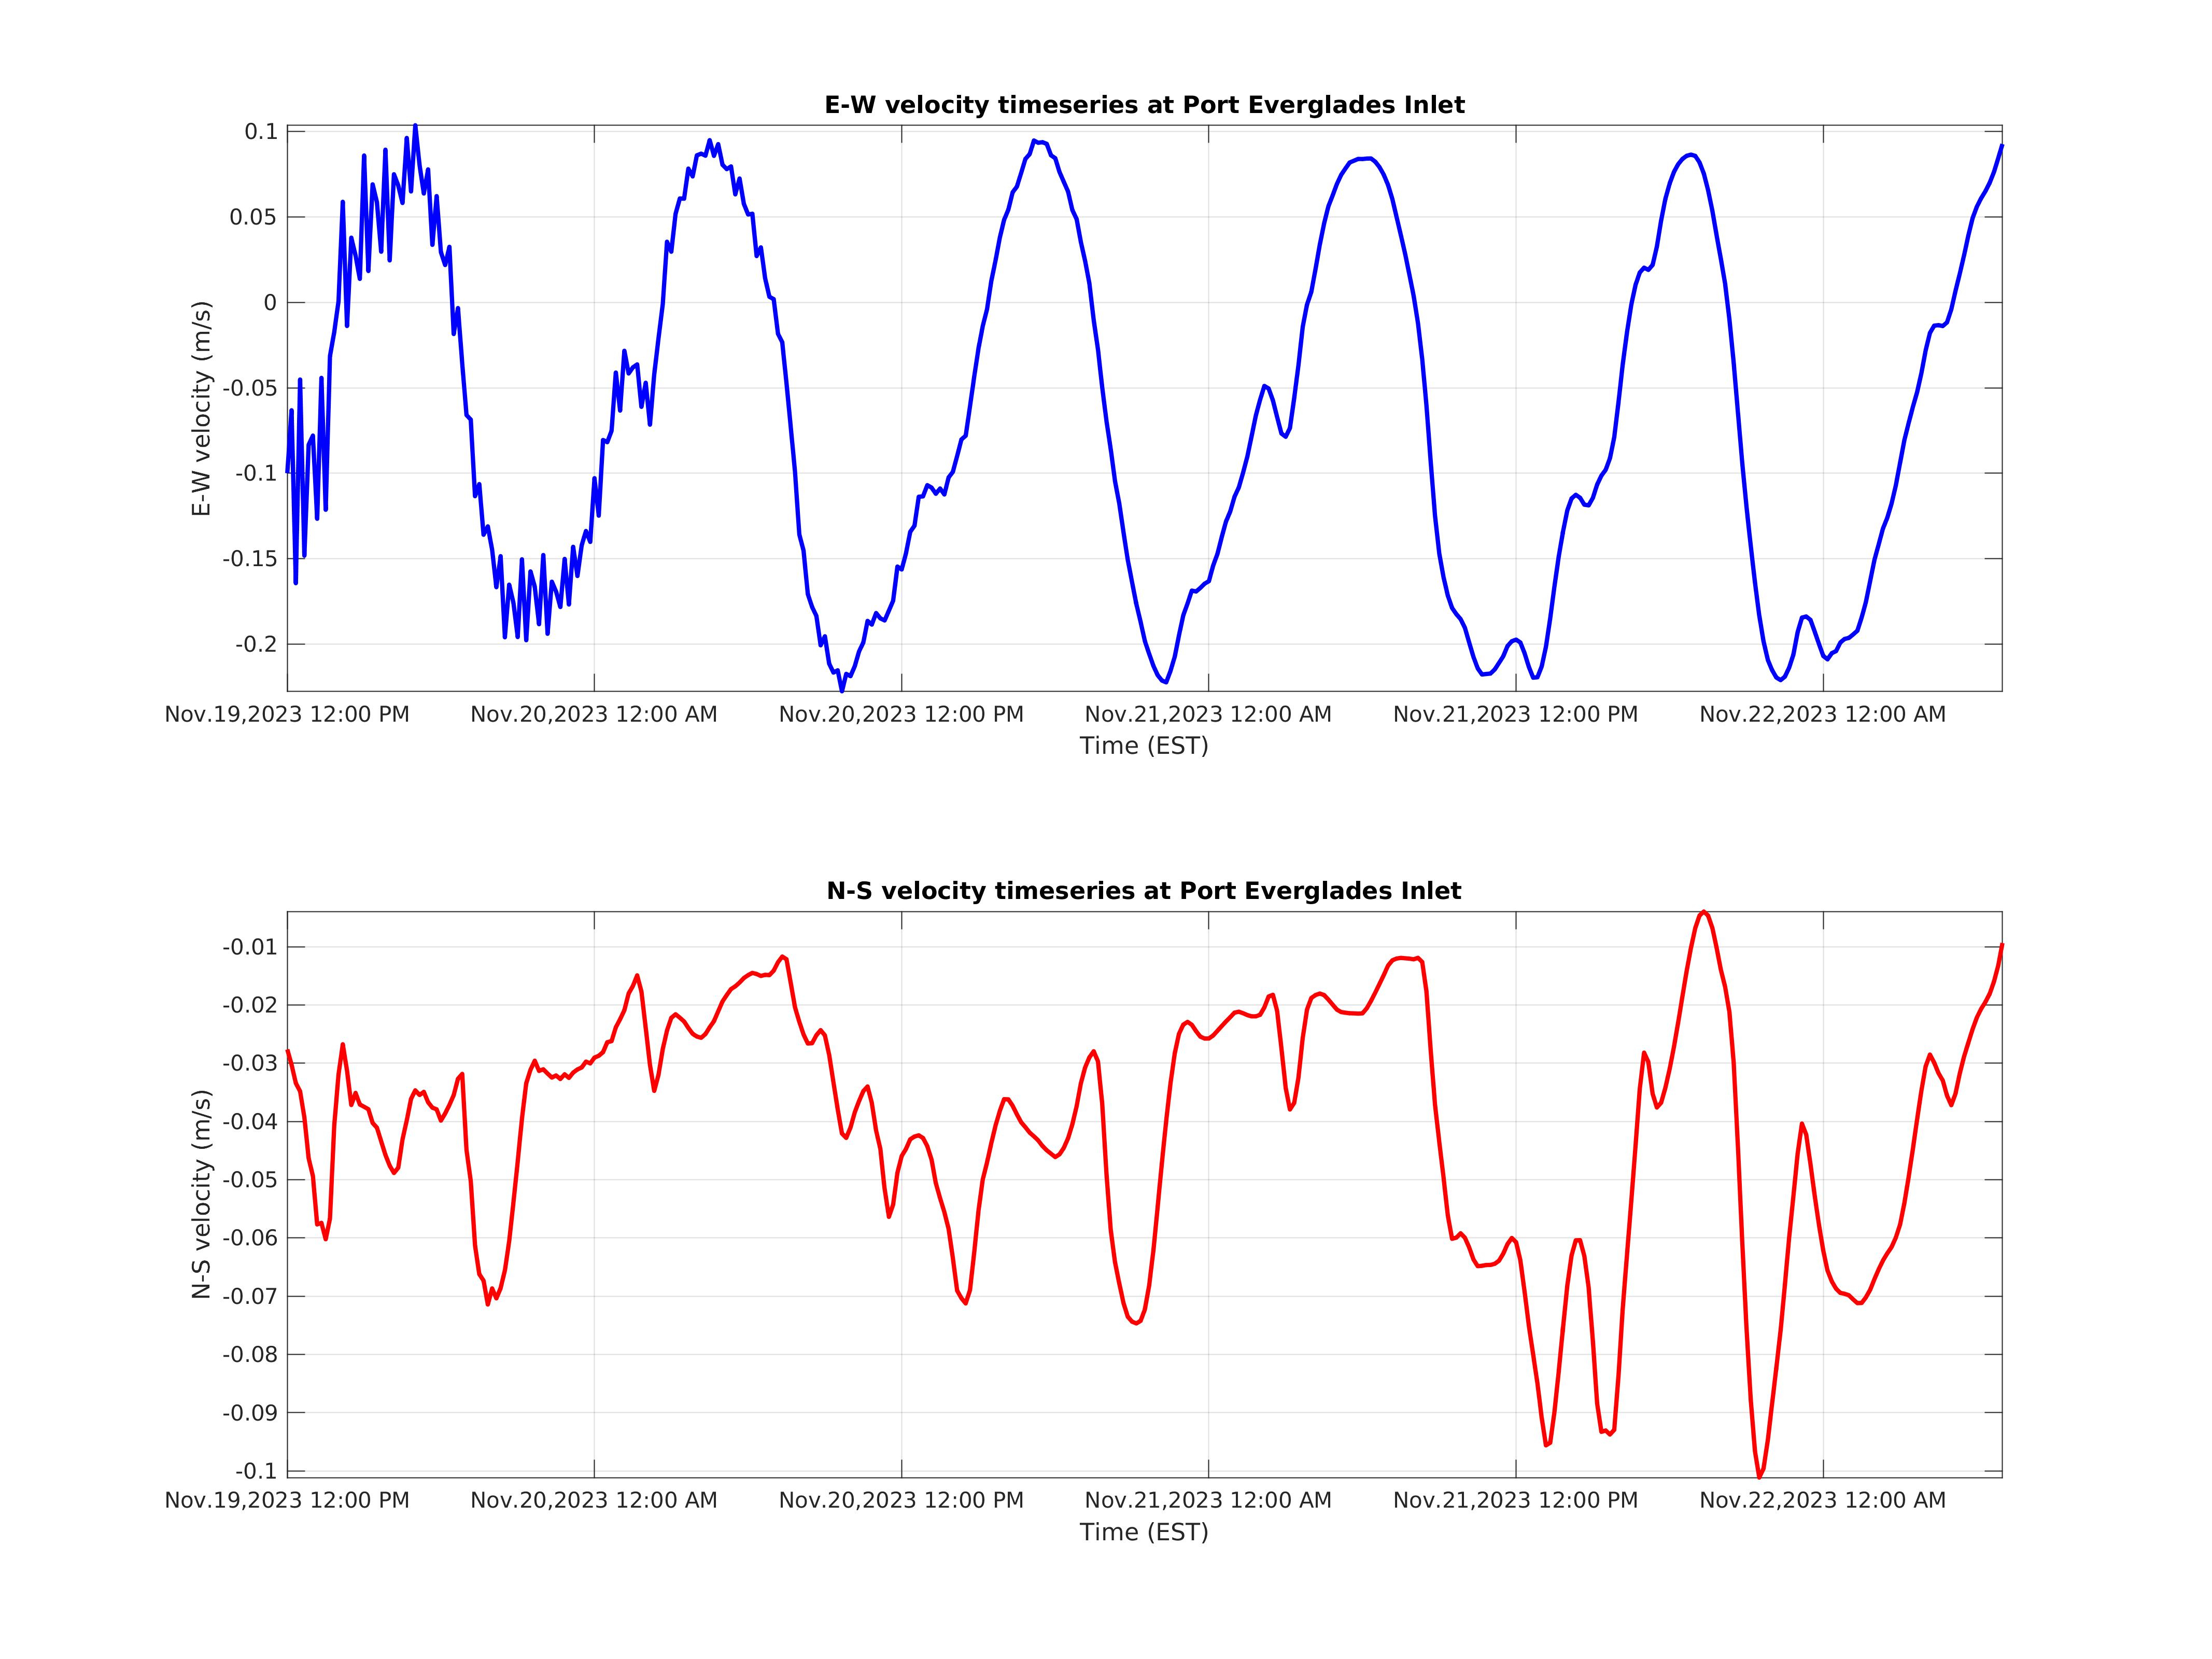 E-W velocity timeseries at Port Everglades Inlet
0.1
0.05
0
-0.05
-0.1
-0.15
-0.2
E-W velocity (m/s)
Nov.19,2023 12:00 PM Nov.20,2023 12:00 AM Nov.20,2023 12:00 PM Nov.21,2023 12:00 AM Nov.21,2023 12:00 PM Nov.22,2023 12:00 AM
Time (EST)
N-S velocity timeseries at Port Everglades Inlet
-0.01
-0.02
-0.03
-0.04
-0.05
-0.06
-0.07
-0.08
-0.09
-0.1
N-S velocity (m/s)
Nov.19,2023 12:00 PM Nov.20,2023 12:00 AM Nov.20,2023 12:00 PM Nov.21,2023 12:00 AM Nov.21,2023 12:00 PM Nov.22,2023 12:00 AM
Time (EST)